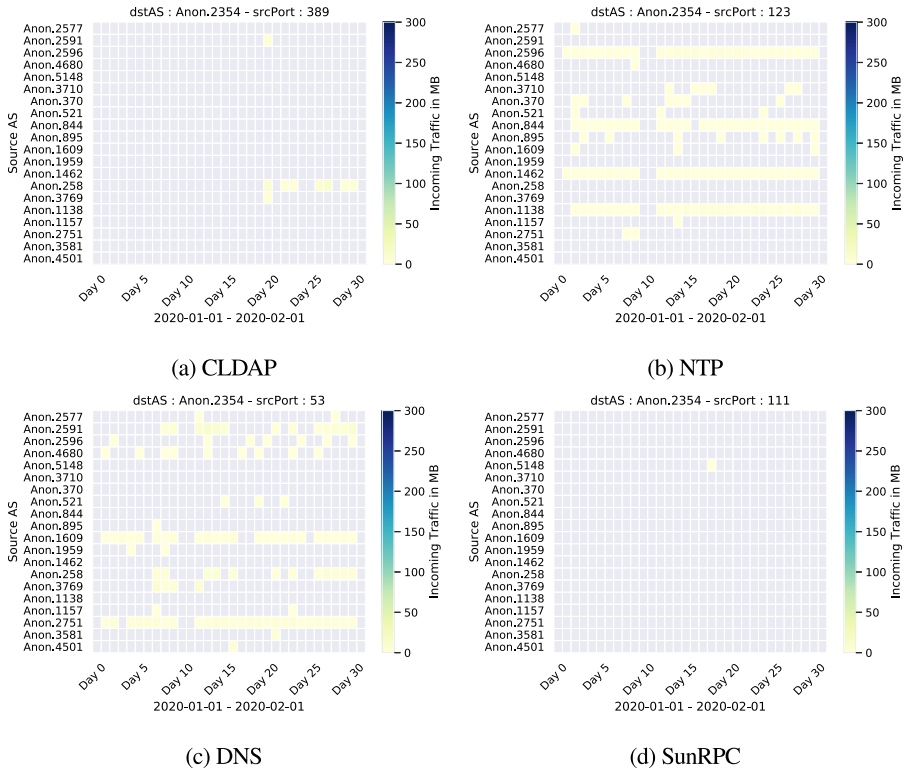 dstAS : Anon.2354 - srcPort : 389
Source AS
Anon.2577
Anon.2591
Anon.2596
Anon.4680
Anon.5148
Anon.3710
Anon.370
Anon.521
Anon.844
Anon.895
Anon.1609
Anon.1959
Anon.1462
Anon.258
Anon.3769
Anon.1138
Anon.1157
Anon.2751
Anon.3581
Anon.4501
Day 0
Day 5
Day 10
Day 15
Day 20
Day 25
Day 30
2020-01-01 - 2020-02-01
300
250
200
150
100
50
0
Incoming Traffic in MB
(a) CLDAP
dstAS : Anon.2354 - srcPort : 123
Source AS
Anon.2577
Anon.2591
Anon.2596
Anon.4680
Anon.5148
Anon.3710
Anon.370
Anon.521
Anon.844
Anon.895
Anon.1609
Anon.1959
Anon.1462
Anon.258
Anon.3769
Anon.1138
Anon.1157
Anon.2751
Anon.3581
Anon.4501
Day 0
Day 5
Day 10
Day 15
Day 20
Day 25
Day 30
2020-01-01 - 2020-02-01
300
250
200
150
100
50
0
Incoming Traffic in MB
(b) NTP
dstAS : Anon.2354 - srcPort : 53
Source AS
Anon.2577
Anon.2591
Anon.2596
Anon.4680
Anon.5148
Anon.3710
Anon.370
Anon.521
Anon.844
Anon.895
Anon.1609
Anon.1959
Anon.1462
Anon.258
Anon.3769
Anon.1138
Anon.1157
Anon.2751
Anon.3581
Anon.4501
Day 0
Day 5
Day 10
Day 15
Day 20
Day 25
Day 30
2020-01-01 - 2020-02-01
300
250
200
150
100
50
0
Incoming Traffic in MB
(c) DNS
dstAS : Anon.2354 - srcPort : 111
Source AS
Anon.2577
Anon.2591
Anon.2596
Anon.4680
Anon.5148
Anon.3710
Anon.370
Anon.521
Anon.844
Anon.895
Anon.1609
Anon.1959
Anon.1462
Anon.258
Anon.3769
Anon.1138
Anon.1157
Anon.2751
Anon.3581
Anon.4501
Day 0
Day 5
Day 10
Day 15
Day 20
Day 25
Day 30
2020-01-01 - 2020-02-01
300
250
200
150
100
50
0
Incoming Traffic in MB
(d) SunRPC